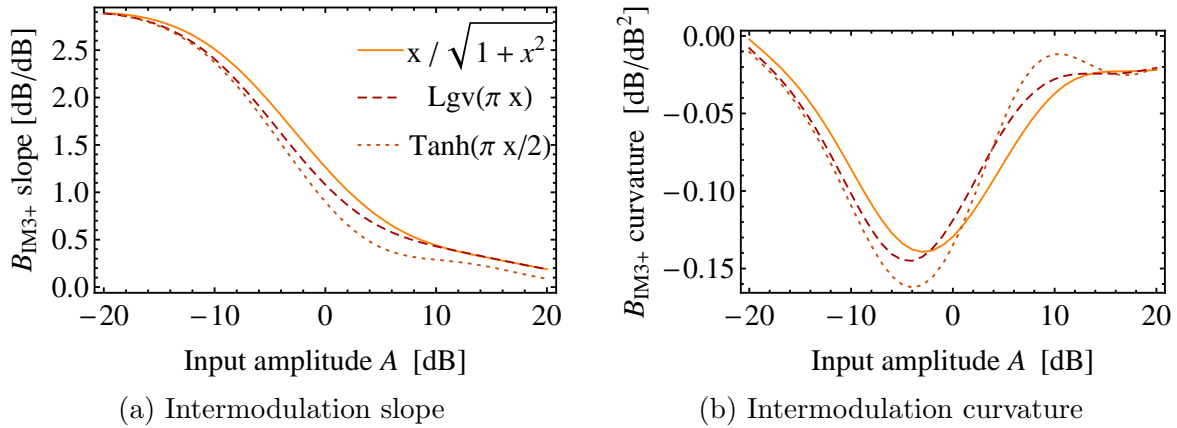 B_IM3+ slope [dB/dB]
2.5
2.0
1.5
1.0
0.5
0.0
x / √1 + x²
Lgv(π x)
Tanh(π x/2)
−20 −10 0 10 20
Input amplitude A [dB]
(a) Intermodulation slope
B_IM3+ curvature [dB/dB²]
0.00
−0.05
−0.10
−0.15
−20 −10 0 10 20
Input amplitude A [dB]
(b) Intermodulation curvature